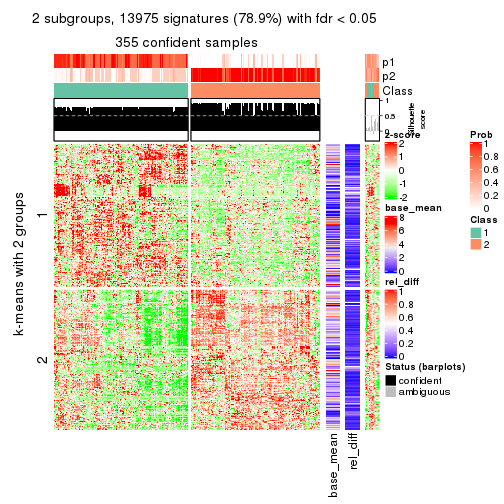 2 subgroups, 13975 signatures (78.9%) with fdr < 0.05
355 confident samples
p1
p2
Class
1
0.5
0
Silhouette
score
k-means with 2 groups
1
2
z-score
2
1
0
-1
-2
base_mean
8
6
4
2
0
rel_diff
1
0.8
0.6
0.4
0.2
0
Status (barplots)
confident
ambiguous
Prob
1
0.8
0.6
0.4
0.2
0
Class
1
2
base_mean
rel_diff